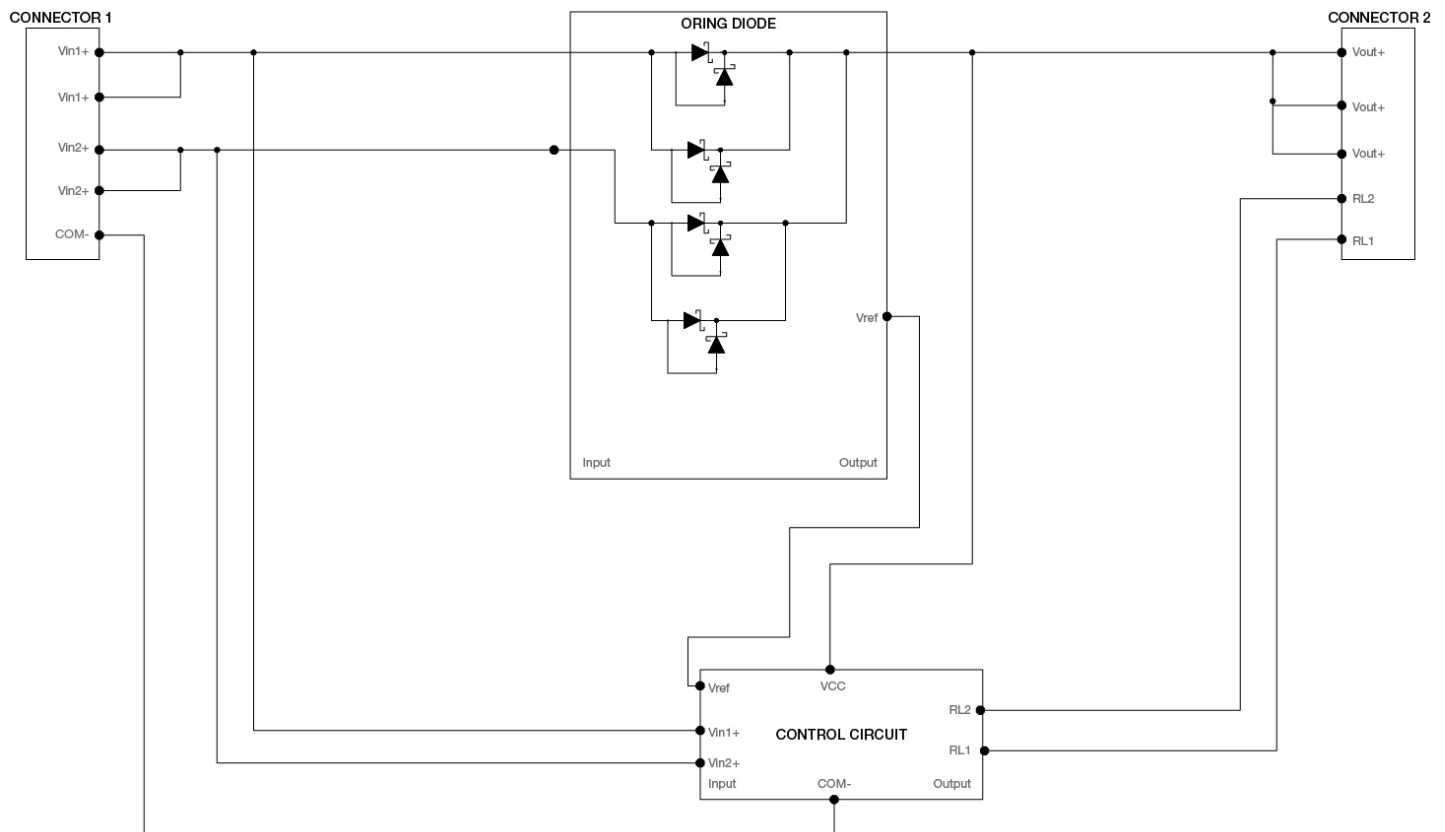 CONNECTOR 1
Vin1+
Vin1+
Vin2+
Vin2+
COM-
ORING DIODE
Vref
Input
Output
CONNECTOR 2
Vout+
Vout+
Vout+
RL2
RL1
Vref
VCC
RL2
Vin1+
CONTROL CIRCUIT
RL1
Vin2+
Input
COM-
Output